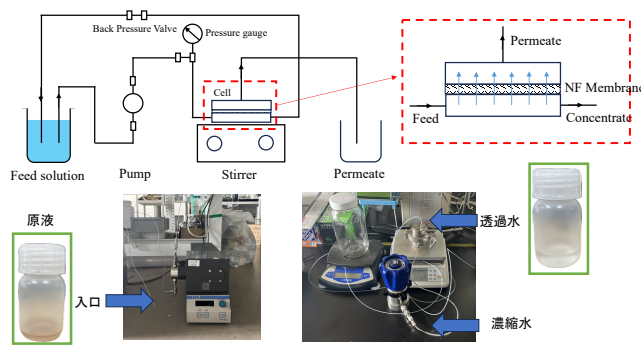 Back Pressure Valve
Pressure gauge
Permeate
Cell
NF Membrane
Feed
Concentrate
Feed solution
Pump
Stirrer
Permeate
原液
入口
透過水
濃縮水